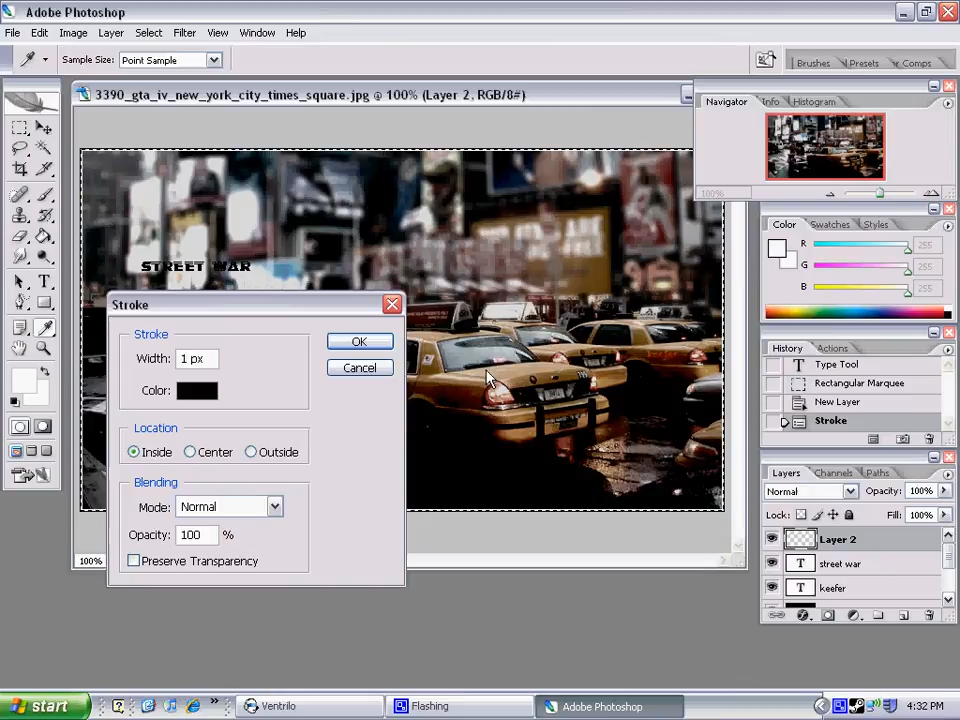 Adobe Photoshop
File Edit Image Layer Select Filter View Window Help
Sample Size: Point Sample
Brushes Presets Comps
3390_gta_iv_new_york_city_times_square.jpg @ 100% (Layer 2, RGB/8#)
Navigator Info Histogram
100%
Color Swatches Styles
R 255
G 255
B 255
STREET WAR
Stroke
Stroke
Width: 1 px
Color:
OK
Cancel
Location
Inside Center Outside
Blending
Mode: Normal
Opacity: 100 %
Preserve Transparency
History Actions
Type Tool
Rectangular Marquee
New Layer
Stroke
Layers Channels Paths
Normal Opacity: 100%
Lock: Fill: 100%
Layer 2
T street war
T keefer
100%
start
Ventrilo
Flashing
Adobe Photoshop
4:32 PM